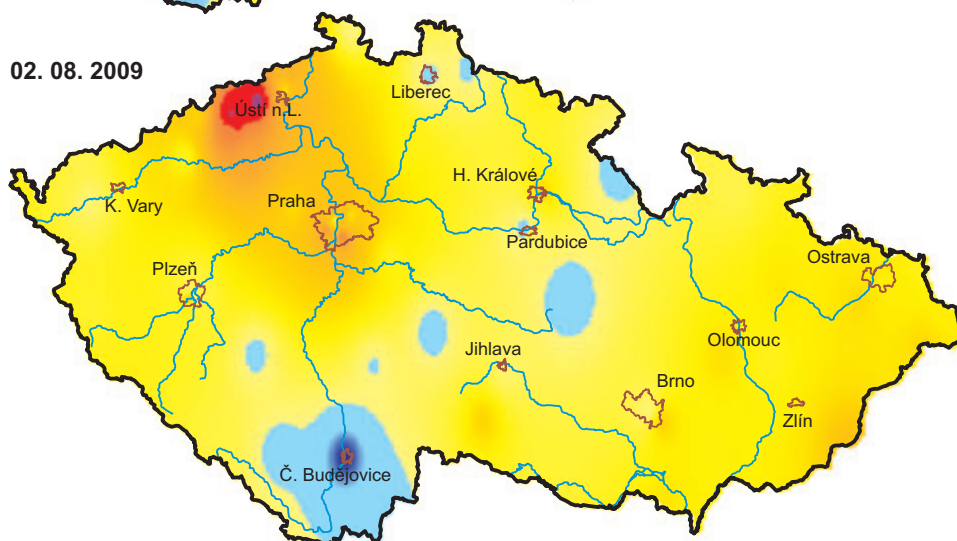 02. 08. 2009
Liberec
Ústí n.L.
H. Králové
K. Vary
Praha
Pardubice
Ostrava
Plzeň
Olomouc
Jihlava
Brno
Zlín
Č. Budějovice